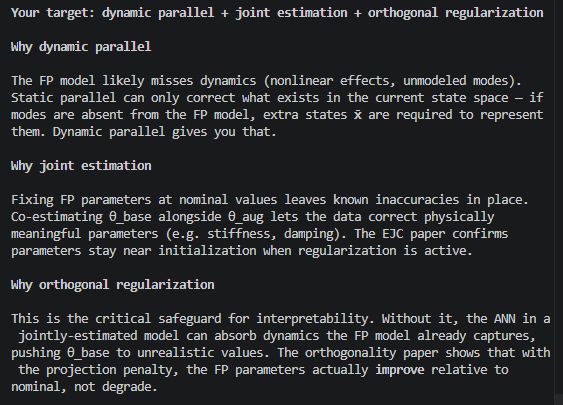 Your target: dynamic parallel + joint estimation + orthogonal regularization
Why dynamic parallel
The FP model likely misses dynamics (nonlinear effects, unmodeled modes).
Static parallel can only correct what exists in the current state space — if
modes are absent from the FP model, extra states x̄ are required to represent
them. Dynamic parallel gives you that.
Why joint estimation
Fixing FP parameters at nominal values leaves known inaccuracies in place.
Co-estimating θ_base alongside θ_aug lets the data correct physically
meaningful parameters (e.g. stiffness, damping). The EJC paper confirms
parameters stay near initialization when regularization is active.
Why orthogonal regularization
This is the critical safeguard for interpretability. Without it, the ANN in a
jointly-estimated model can absorb dynamics the FP model already captures,
pushing θ_base to unrealistic values. The orthogonality paper shows that with
the projection penalty, the FP parameters actually improve relative to
nominal, not degrade.